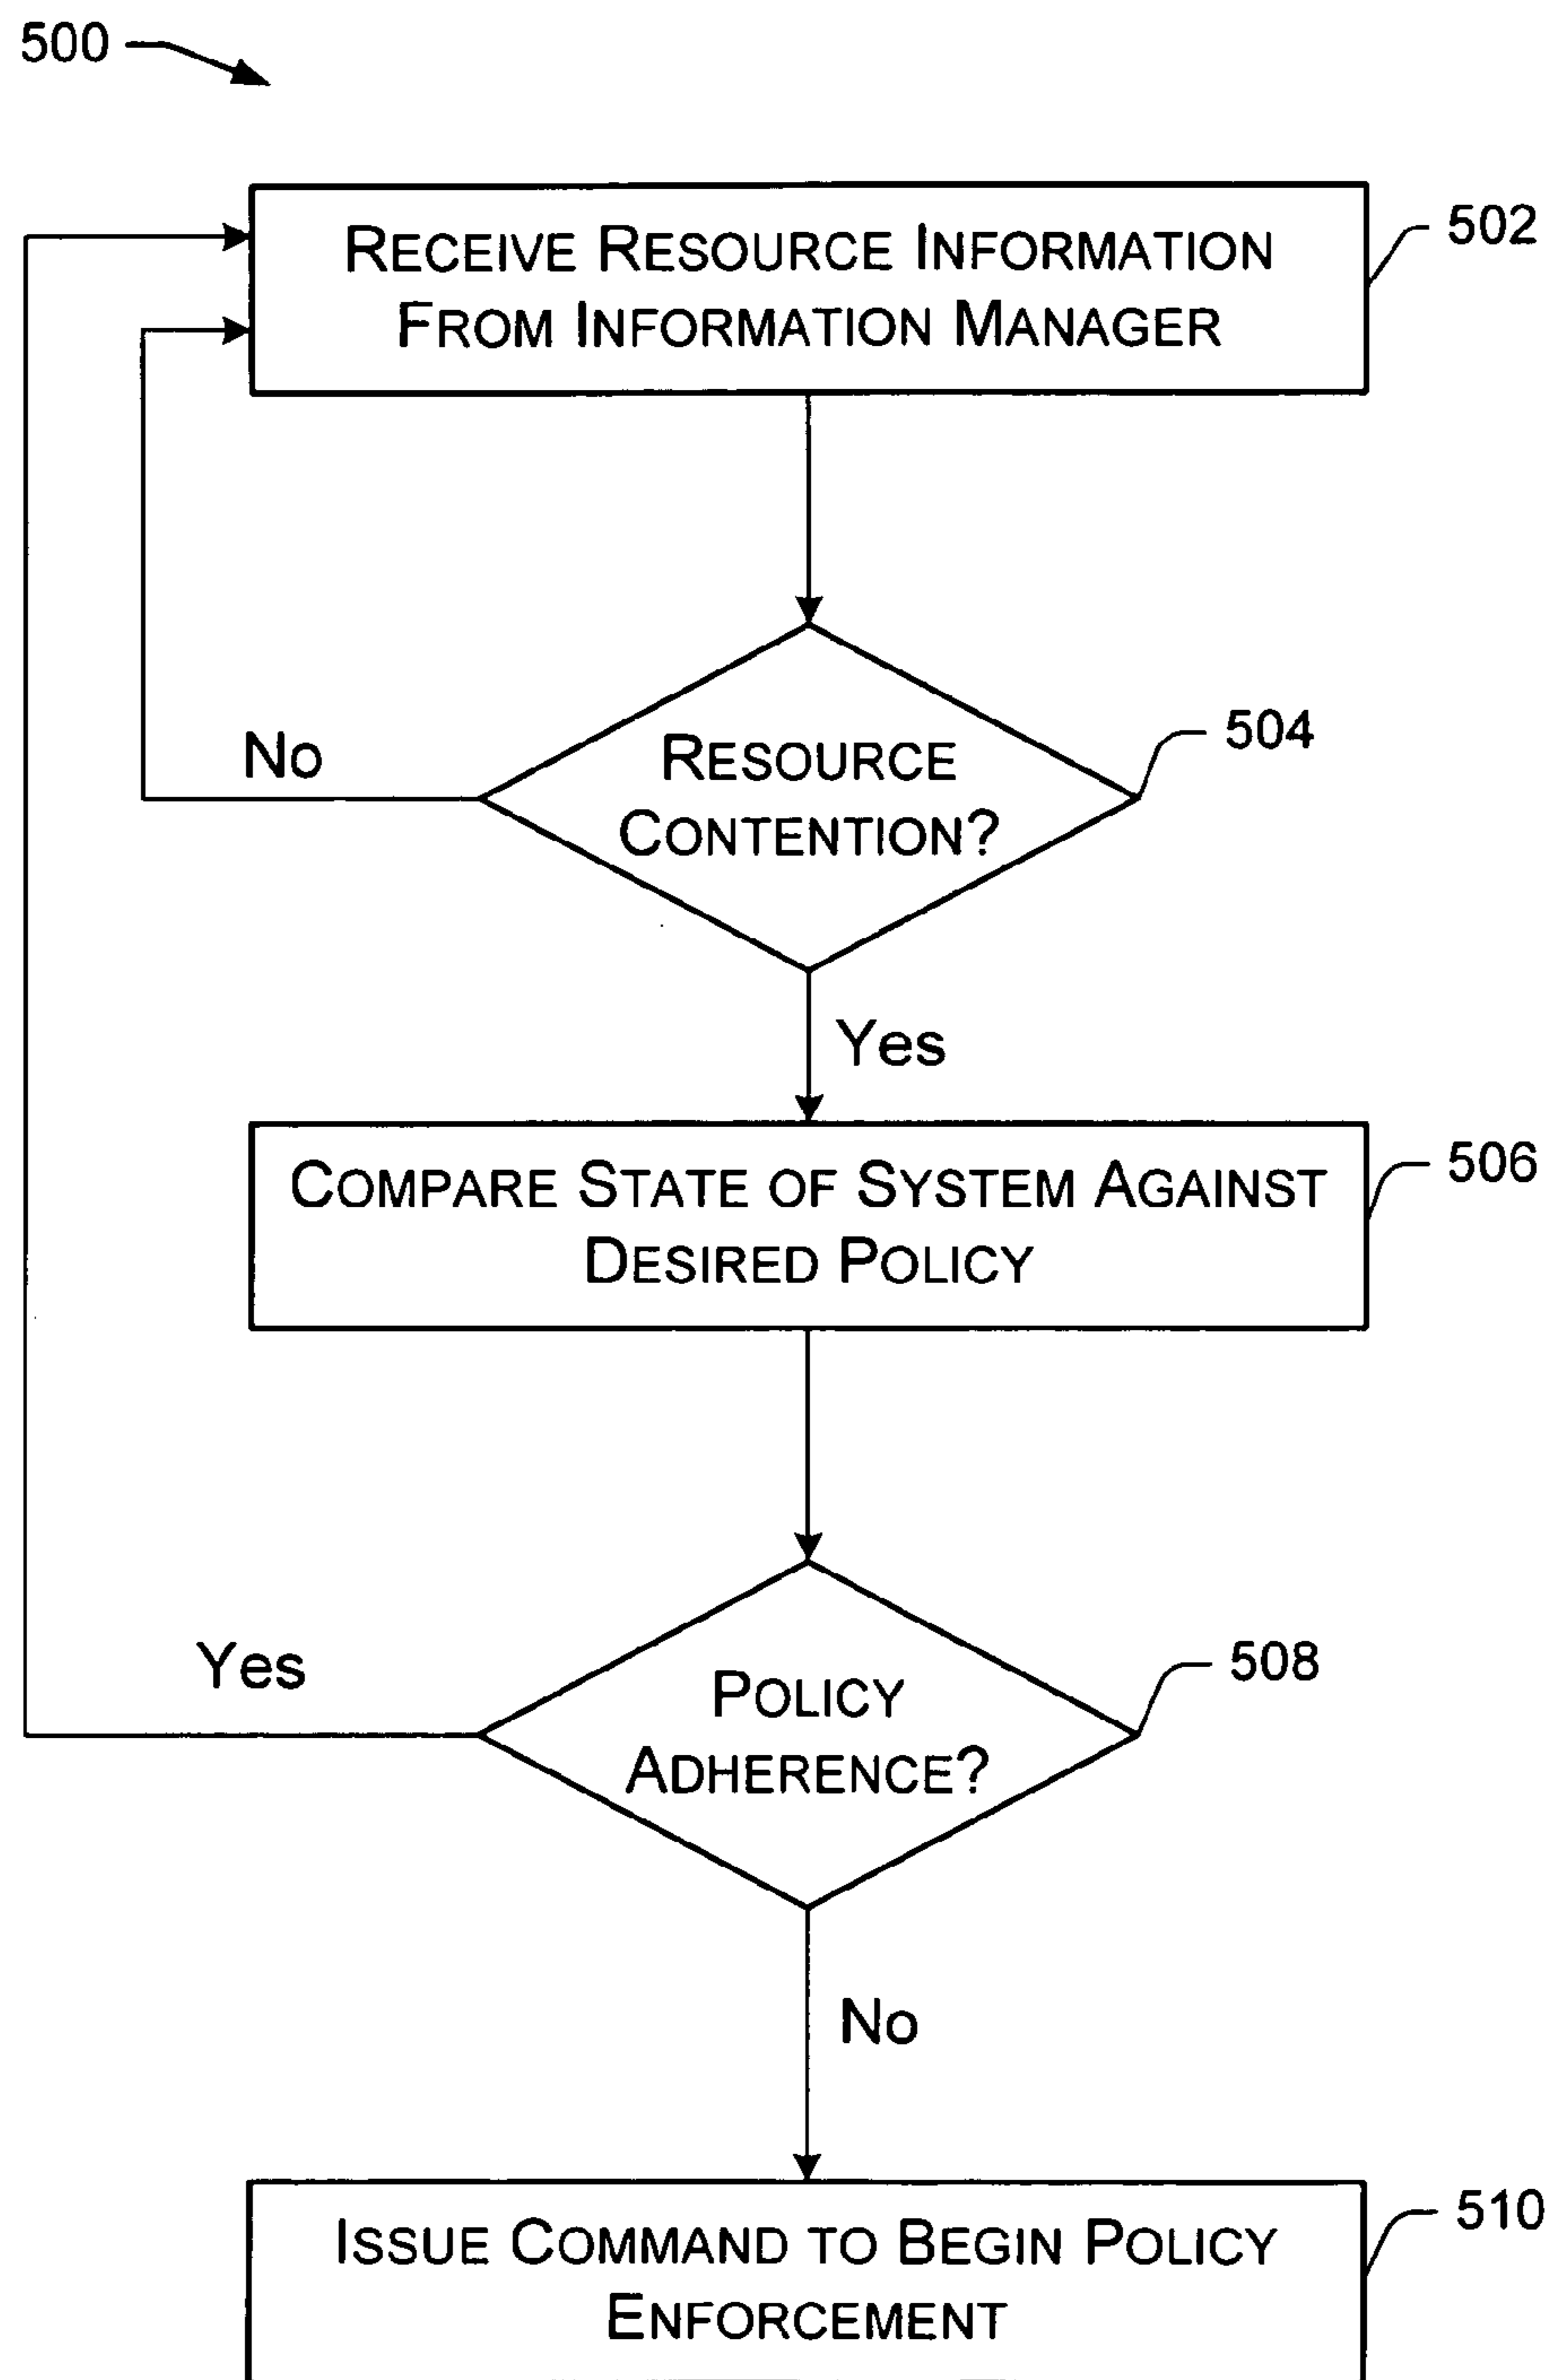 500
RECEIVE RESOURCE INFORMATION
FROM INFORMATION MANAGER
502
RESOURCE
CONTENTION?
504
No
Yes
COMPARE STATE OF SYSTEM AGAINST
DESIRED POLICY
506
POLICY
ADHERENCE?
508
Yes
No
ISSUE COMMAND TO BEGIN POLICY
ENFORCEMENT
510